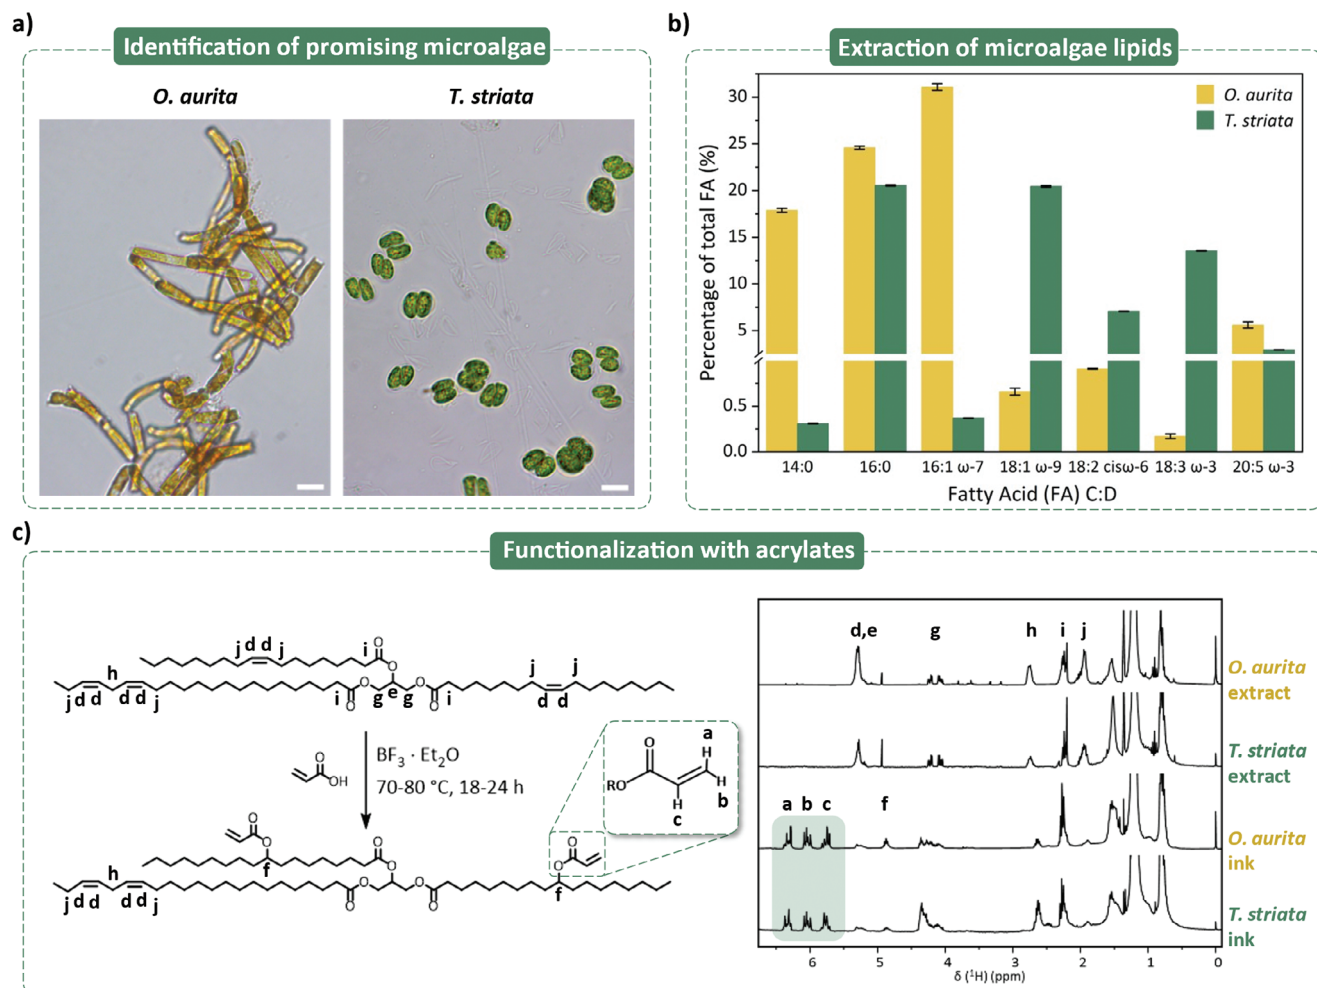 a)
Identification of promising microalgae
O. aurita
T. striata
b)
Extraction of microalgae lipids
Percentage of total FA (%)
30
25
20
15
10
5
0.5
0.0
O. aurita
T. striata
14:0 16:0 16:1 ω-7 18:1 ω-9 18:2 cisω-6 18:3 ω-3 20:5 ω-3
Fatty Acid (FA) C:D
c)
Functionalization with acrylates
j d d j i O
O
h j j
O e O
j d d d d j i O g g O i d d
O
OH
BF₃ · Et₂O
70-80 °C, 18-24 h
a
O H
RO H
H b
c
O
O O O
f O O
h
O O
j d d d d j O O f
d,e g h i j
O. aurita
extract
T. striata
extract
a b c f
O. aurita
ink
T. striata
ink
6 5 4 3 2 1 0
δ (¹H) (ppm)